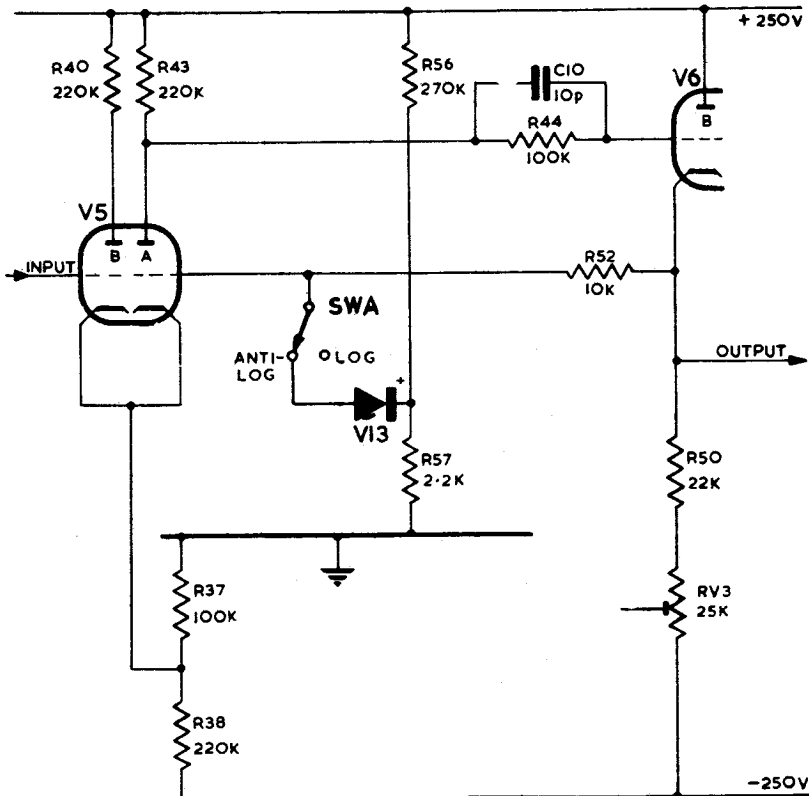 +250V
R40
220K
R43
220K
R56
270K
C10
10p
V6
R44
100K
B
V5
B A
INPUT
R52
10K
SWA
ANTI-
LOG
LOG
OUTPUT
+
V13
R57
2·2K
R50
22K
R37
100K
RV3
25K
R38
220K
-250V